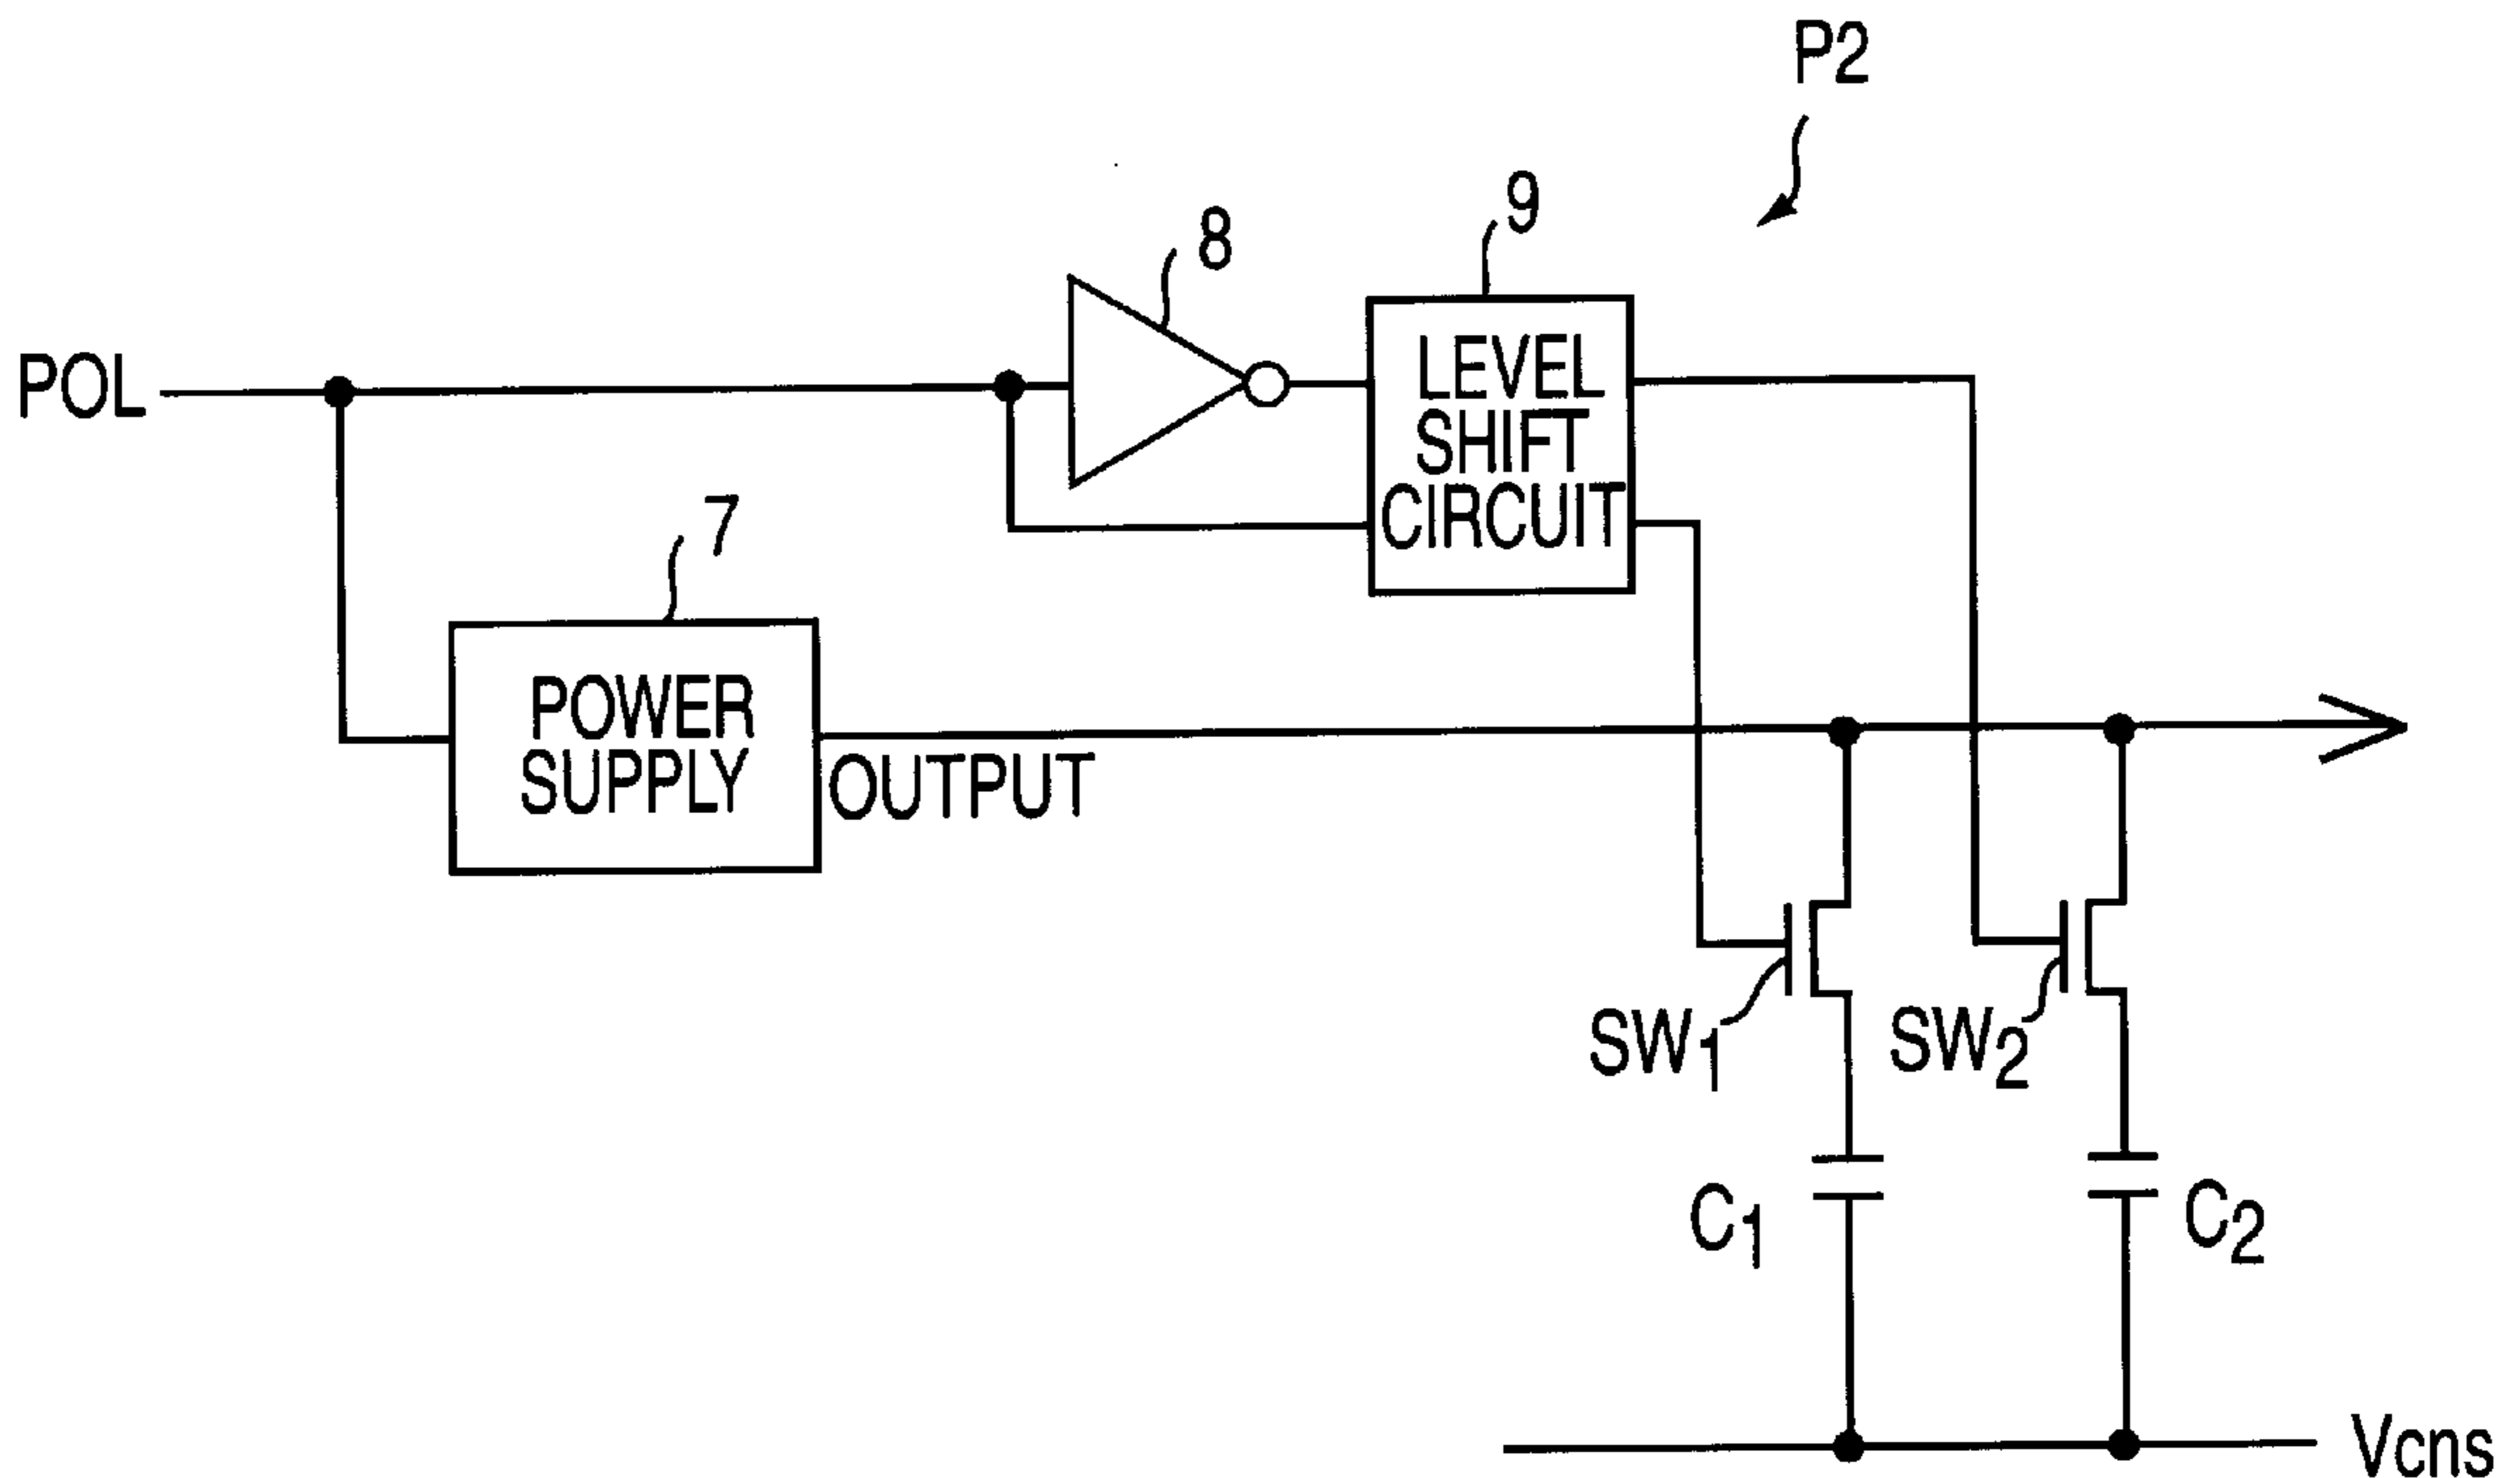 P2
9
8
LEVEL
SHIFT
CIRCUIT
POL
7
POWER
SUPPLY
OUTPUT
SW1
SW2
C1
C2
Vcns